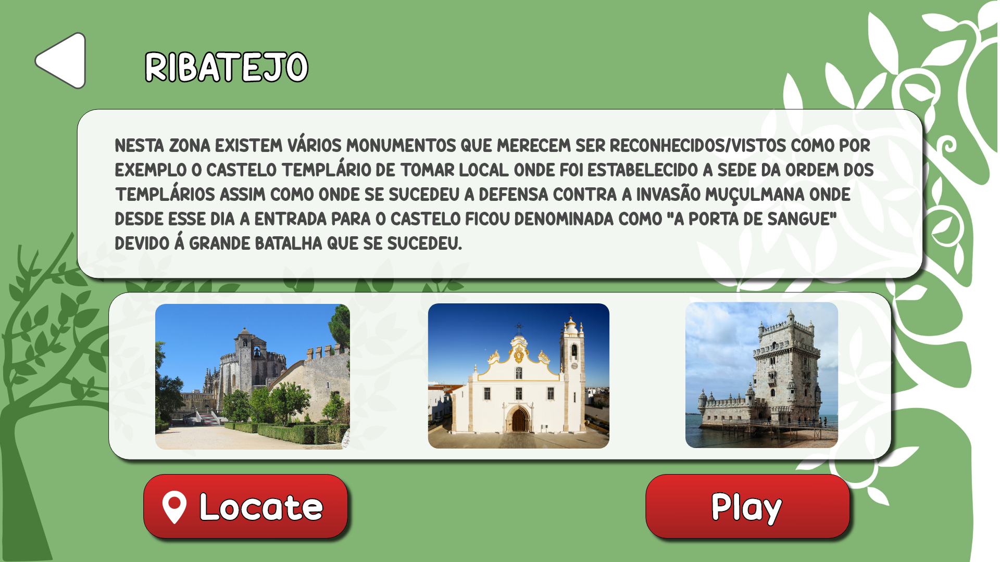 RIBATEJO
NESTA ZONA EXISTEM VÁRIOS MONUMENTOS QUE MERECEM SER RECONHECIDOS/VISTOS COMO POR
EXEMPLO O CASTELO TEMPLÁRIO DE TOMAR LOCAL ONDE FOI ESTABELECIDO A SEDE DA ORDEM DOS
TEMPLÁRIOS ASSIM COMO ONDE SE SUCEDEU A DEFENSA CONTRA A INVASÃO MUÇULMANA ONDE
DESDE ESSE DIA A ENTRADA PARA O CASTELO FICOU DENOMINADA COMO "A PORTA DE SANGUE"
DEVIDO Á GRANDE BATALHA QUE SE SUCEDEU.
Locate
Play